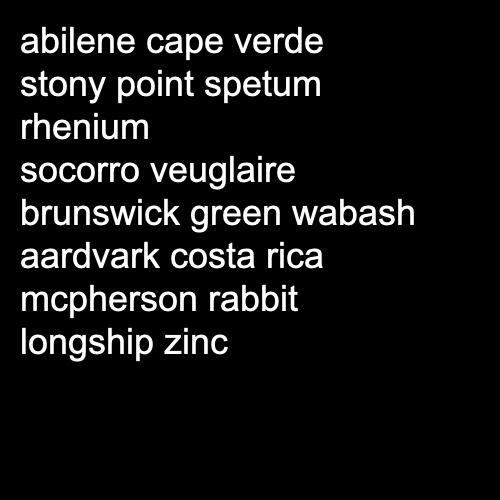 abilene cape verde
stony point spetum
rhenium
socorro veuglaire
brunswick green wabash
aardvark costa rica
mcpherson rabbit
longship zinc